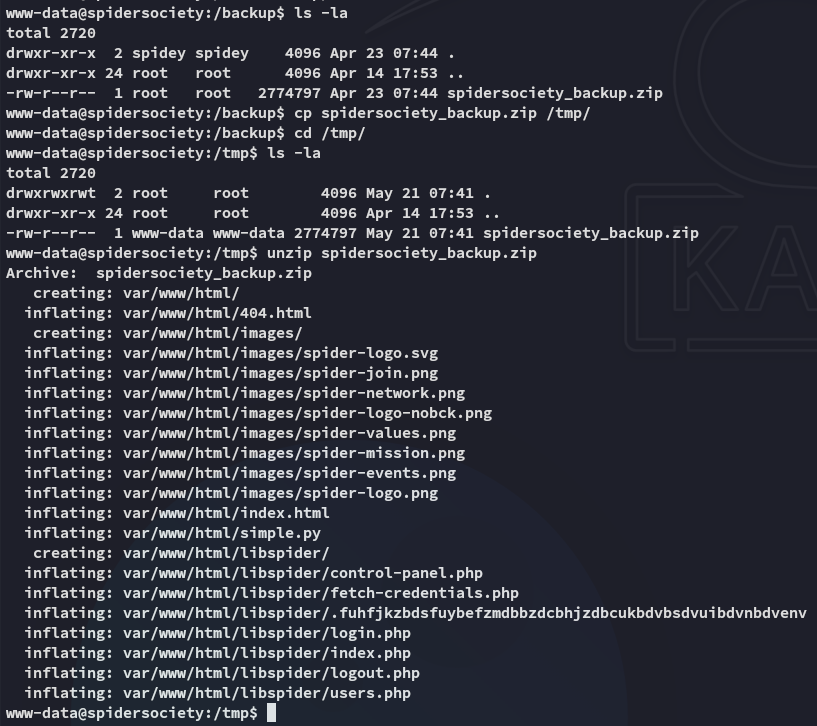 www-data@spidersociety:/backup$ ls -la
total 2720
drwxr-xr-x  2 spidey spidey    4096 Apr 23 07:44 .
drwxr-xr-x 24 root   root      4096 Apr 14 17:53 ..
-rw-r--r--  1 root   root   2774797 Apr 23 07:44 spidersociety_backup.zip
www-data@spidersociety:/backup$ cp spidersociety_backup.zip /tmp/
www-data@spidersociety:/backup$ cd /tmp/
www-data@spidersociety:/tmp$ ls -la
total 2720
drwxrwxrwt  2 root     root        4096 May 21 07:41 .
drwxr-xr-x 24 root     root        4096 Apr 14 17:53 ..
-rw-r--r--  1 www-data www-data 2774797 May 21 07:41 spidersociety_backup.zip
www-data@spidersociety:/tmp$ unzip spidersociety_backup.zip
Archive:  spidersociety_backup.zip
   creating: var/www/html/
  inflating: var/www/html/404.html
   creating: var/www/html/images/
  inflating: var/www/html/images/spider-logo.svg
  inflating: var/www/html/images/spider-join.png
  inflating: var/www/html/images/spider-network.png
  inflating: var/www/html/images/spider-logo-nobck.png
  inflating: var/www/html/images/spider-values.png
  inflating: var/www/html/images/spider-mission.png
  inflating: var/www/html/images/spider-events.png
  inflating: var/www/html/images/spider-logo.png
  inflating: var/www/html/index.html
  inflating: var/www/html/simple.py
   creating: var/www/html/libspider/
  inflating: var/www/html/libspider/control-panel.php
  inflating: var/www/html/libspider/fetch-credentials.php
  inflating: var/www/html/libspider/.fuhfjkzbdsfuybefzmdbbzdcbhjzdbcukbdvbsdvuibdvnbdvenv
  inflating: var/www/html/libspider/login.php
  inflating: var/www/html/libspider/index.php
  inflating: var/www/html/libspider/logout.php
  inflating: var/www/html/libspider/users.php
www-data@spidersociety:/tmp$
KA